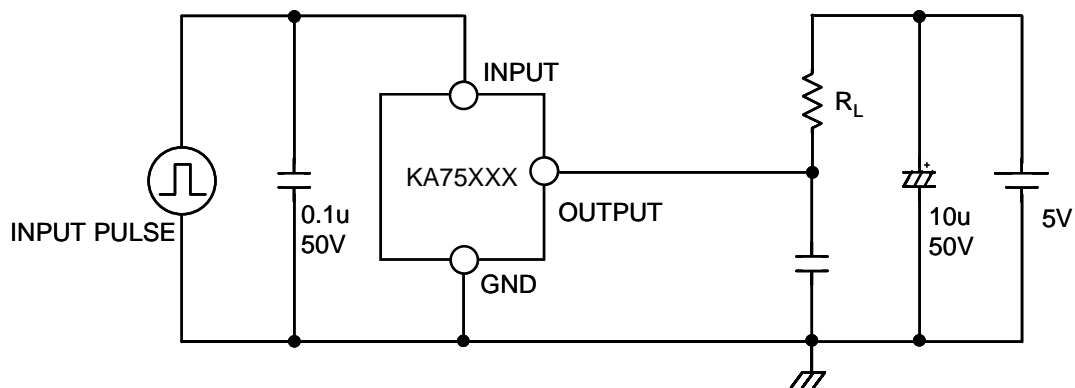 INPUT
R_L
KA75XXX
OUTPUT
0.1u
50V
10u
50V
5V
INPUT PULSE
GND
+